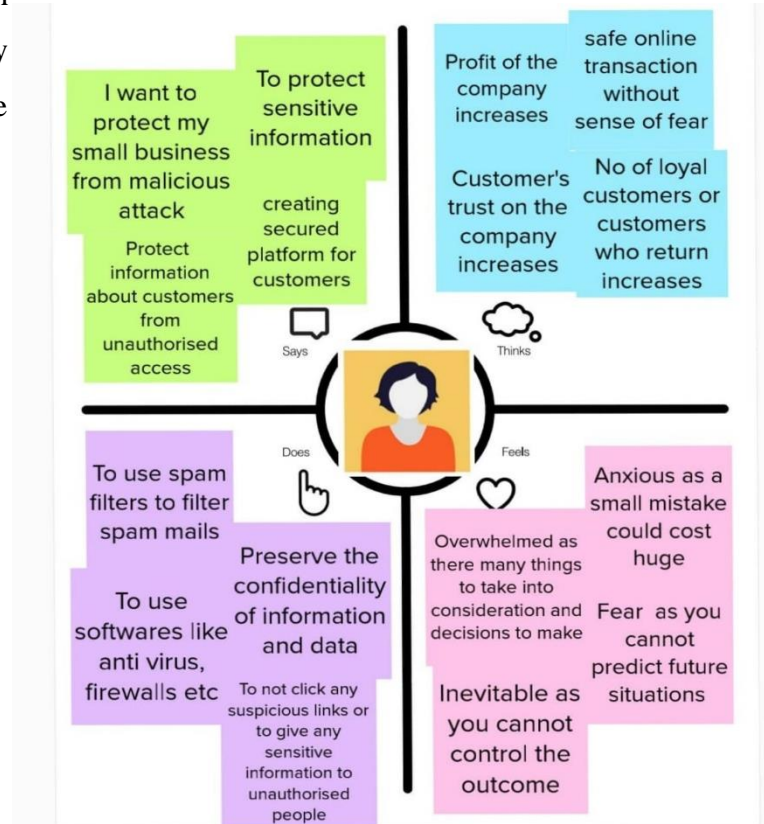 y
e
I want to
protect my
small business
from malicious
attack
To protect
sensitive
information
Protect
information
about customers
from
unauthorised
access
creating
secured
platform for
customers
Says
Profit of the
company
increases
safe online
transaction
without
sense of fear
Customer's
trust on the
company
increases
No of loyal
customers or
customers
who return
increases
Thinks
Does
To use spam
filters to filter
spam mails
Preserve the
confidentiality
of information
and data
To use
softwares like
anti virus,
firewalls etc
To not click any
suspicious links or
to give any
sensitive
information to
unauthorised
people
Feels
Overwhelmed as
there many things
to take into
consideration and
decisions to make
Anxious as a
small mistake
could cost
huge
Inevitable as
you cannot
control the
outcome
Fear as you
cannot
predict future
situations